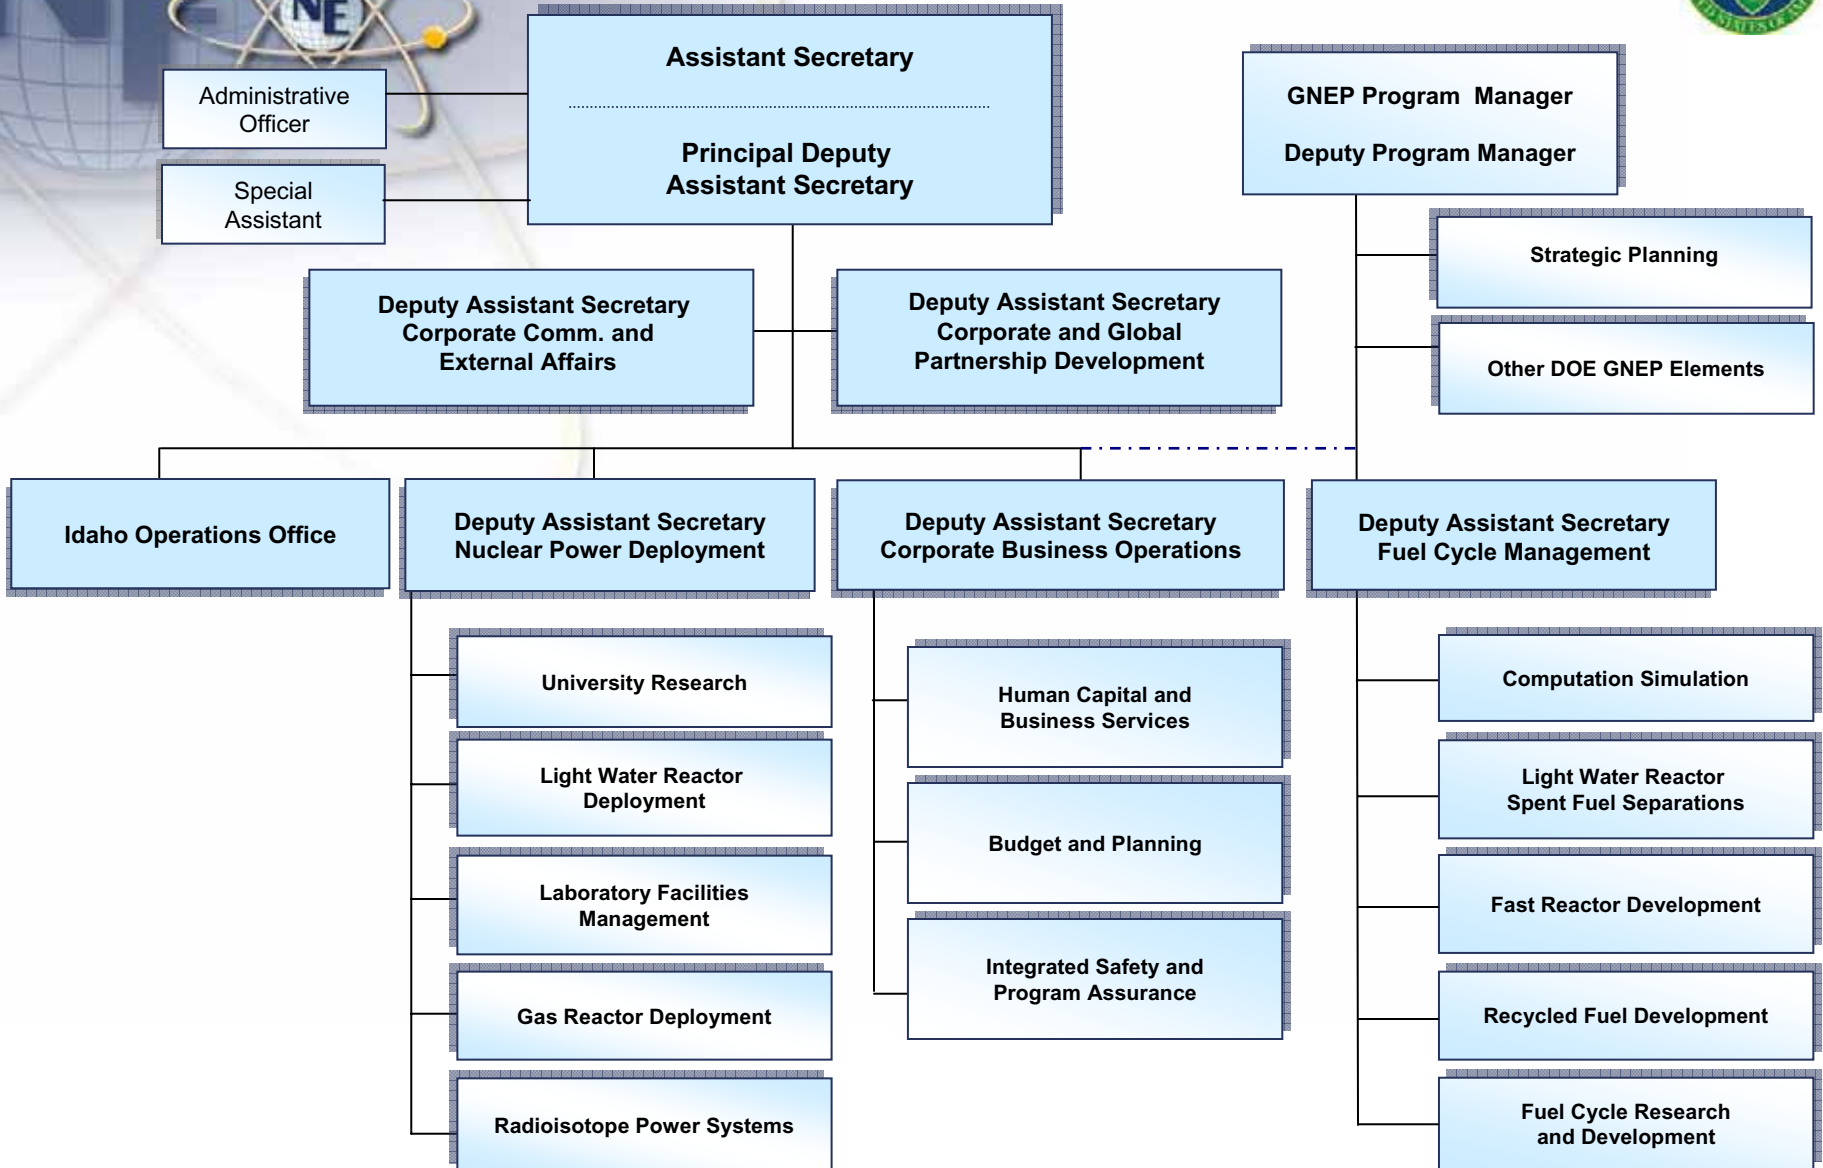 NE
Assistant Secretary
Principal Deputy
Assistant Secretary
Administrative
Officer
Special
Assistant
GNEP Program Manager
Deputy Program Manager
Strategic Planning
Other DOE GNEP Elements
Deputy Assistant Secretary
Corporate Comm. and
External Affairs
Deputy Assistant Secretary
Corporate and Global
Partnership Development
Idaho Operations Office
Deputy Assistant Secretary
Nuclear Power Deployment
Deputy Assistant Secretary
Corporate Business Operations
Deputy Assistant Secretary
Fuel Cycle Management
University Research
Light Water Reactor
Deployment
Laboratory Facilities
Management
Gas Reactor Deployment
Radioisotope Power Systems
Human Capital and
Business Services
Budget and Planning
Integrated Safety and
Program Assurance
Computation Simulation
Light Water Reactor
Spent Fuel Separations
Fast Reactor Development
Recycled Fuel Development
Fuel Cycle Research
and Development